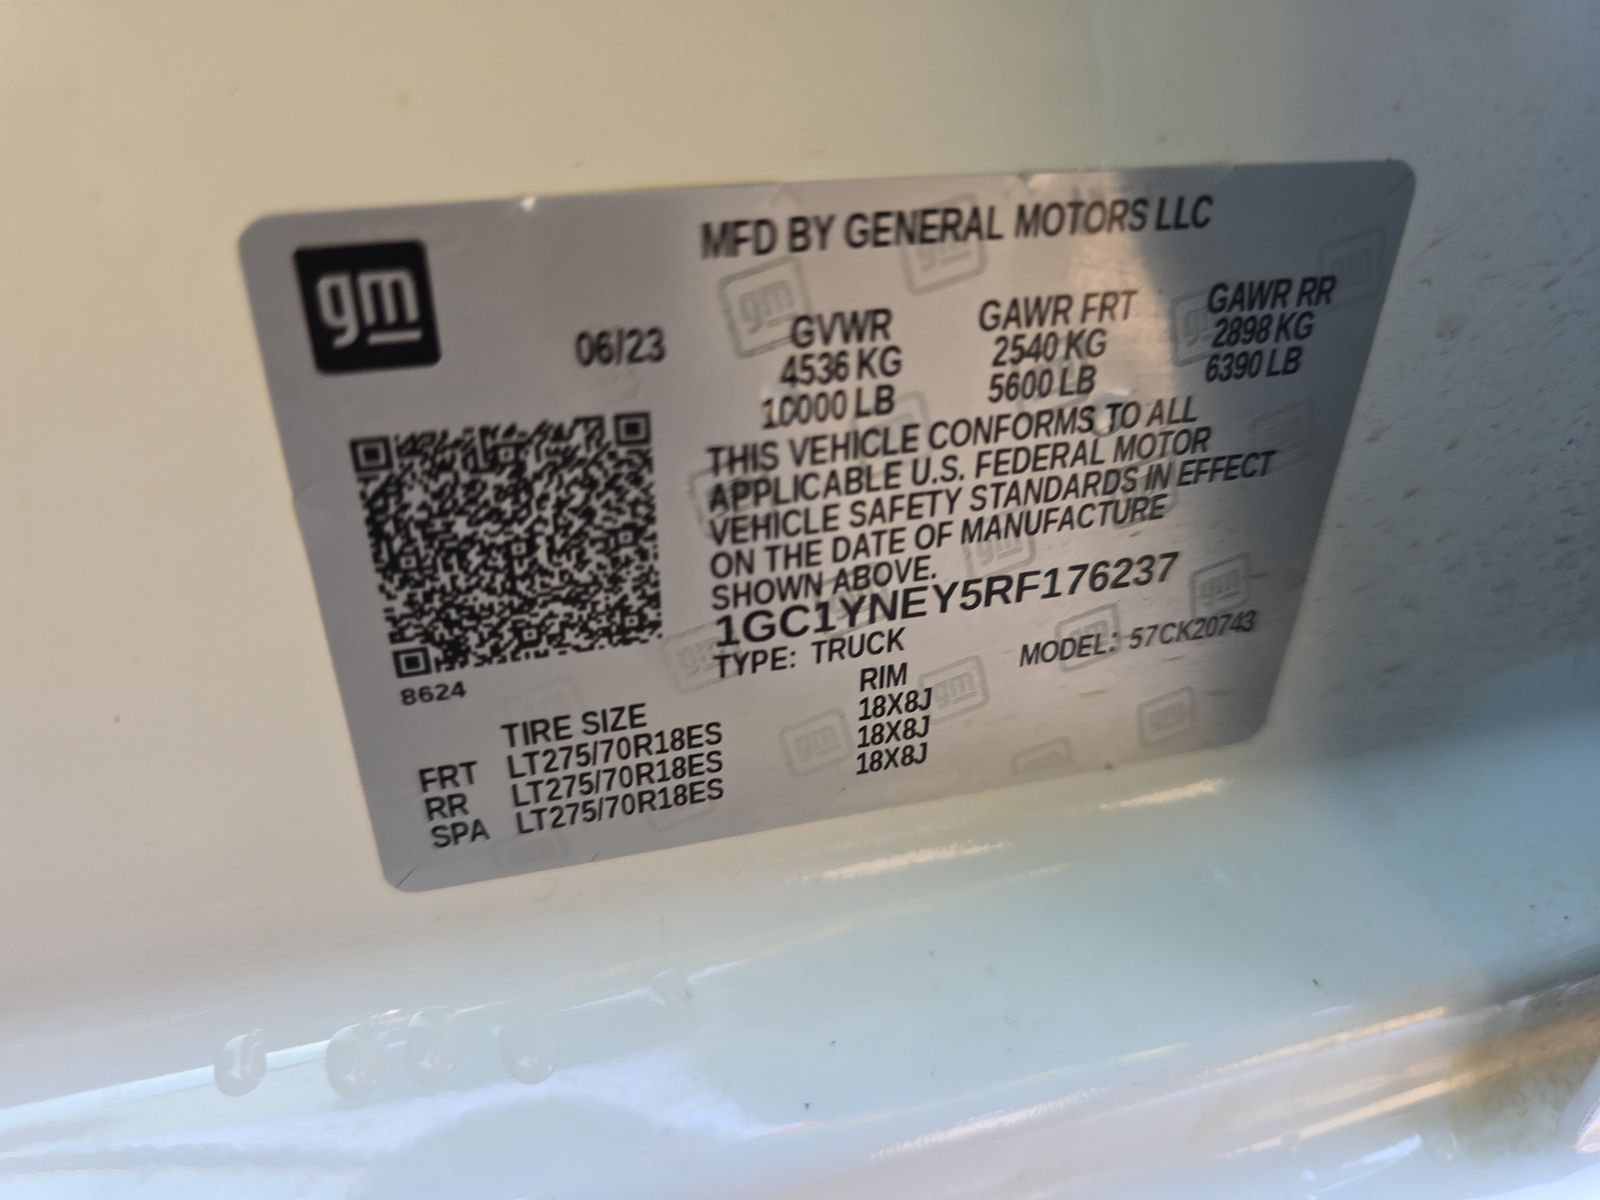 gm
MFD BY GENERAL MOTORS LLC
06/23
GVWR GAWR FRT GAWR RR
4536 KG 2540 KG 2898 KG
10000 LB 5600 LB 6390 LB
THIS VEHICLE CONFORMS TO ALL
APPLICABLE U.S. FEDERAL MOTOR
VEHICLE SAFETY STANDARDS IN EFFECT
ON THE DATE OF MANUFACTURE
SHOWN ABOVE.
1GC1YNEY5RF176237
TYPE: TRUCK MODEL: 57CK20743
8624
TIRE SIZE RIM
FRT LT275/70R18ES 18X8J
RR LT275/70R18ES 18X8J
SPA LT275/70R18ES 18X8J